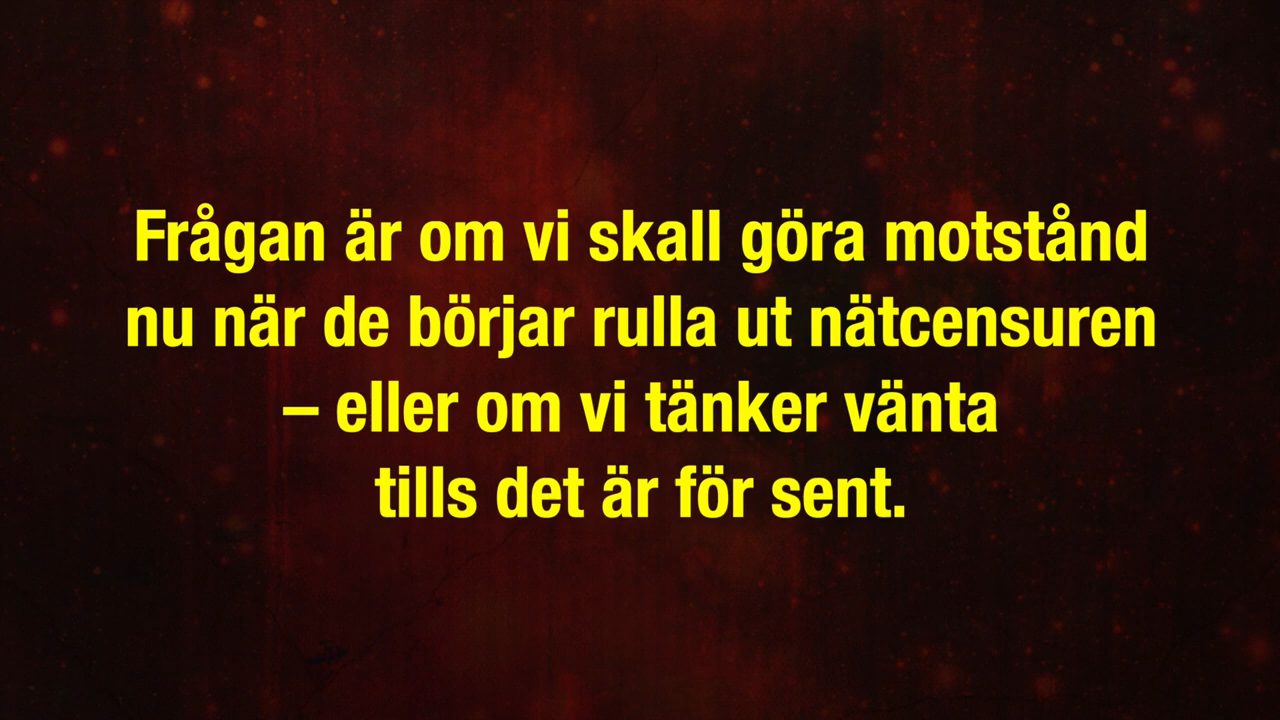 Frågan är om vi skall göra motstånd
nu när de börjar rulla ut nätcensuren
– eller om vi tänker vänta
tills det är för sent.